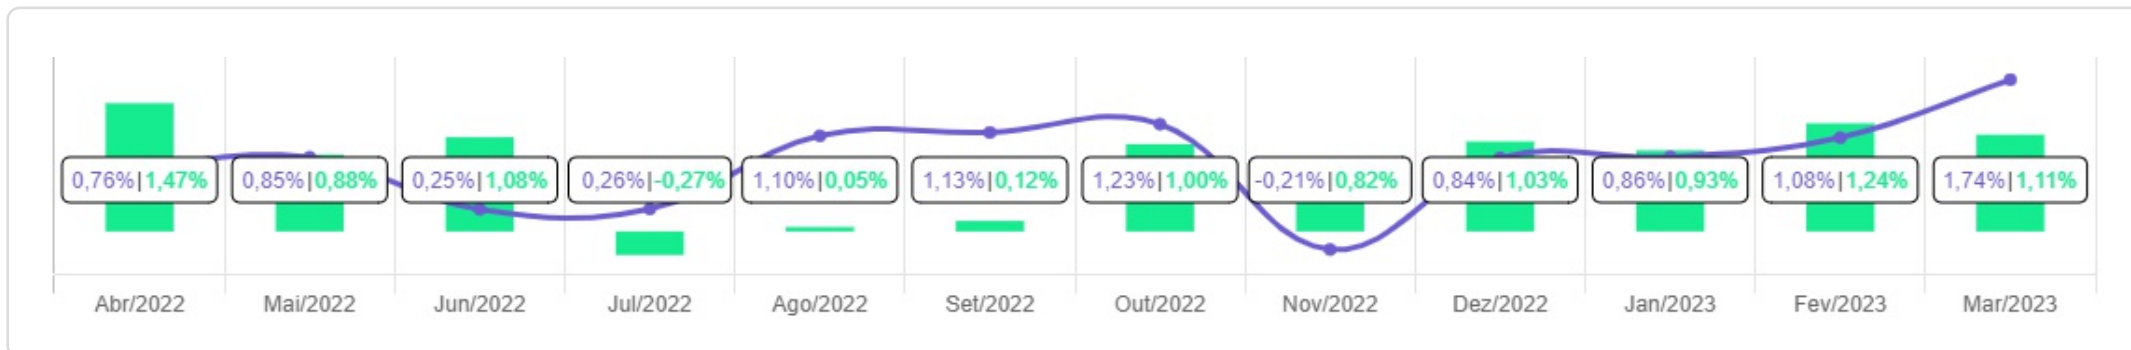 0,76%|1,47% 0,85%|0,88% 0,25%|1,08% 0,26%|-0,27% 1,10%|0,05% 1,13%|0,12% 1,23%|1,00% -0,21%|0,82% 0,84%|1,03% 0,86%|0,93% 1,08%|1,24% 1,74%|1,11%
Abr/2022 Mai/2022 Jun/2022 Jul/2022 Ago/2022 Set/2022 Out/2022 Nov/2022 Dez/2022 Jan/2023 Fev/2023 Mar/2023